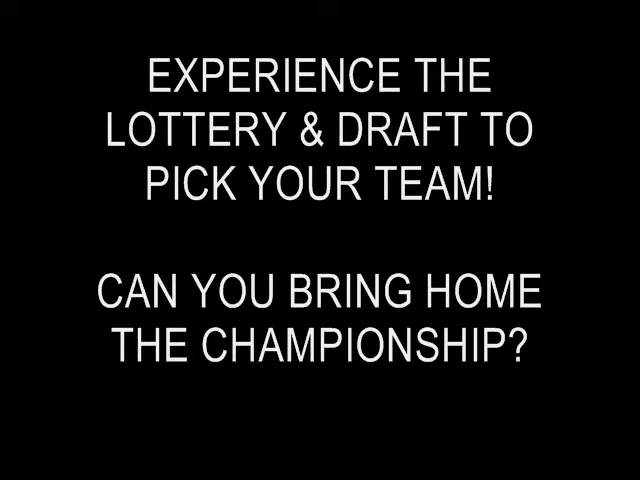 EXPERIENCE THE
LOTTERY & DRAFT TO
PICK YOUR TEAM!
CAN YOU BRING HOME
THE CHAMPIONSHIP?